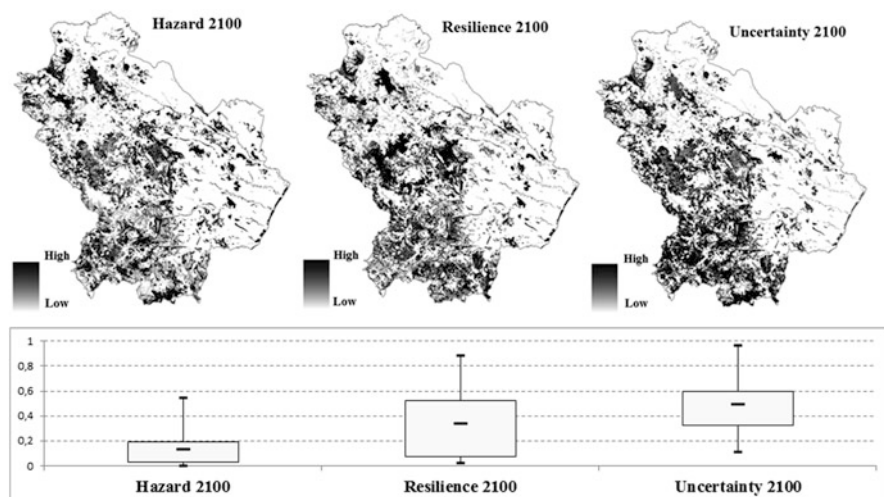 Hazard 2100
Resilience 2100
Uncertainty 2100
High
Low
High
Low
High
Low
1
0,8
0,6
0,4
0,2
0
Hazard 2100
Resilience 2100
Uncertainty 2100